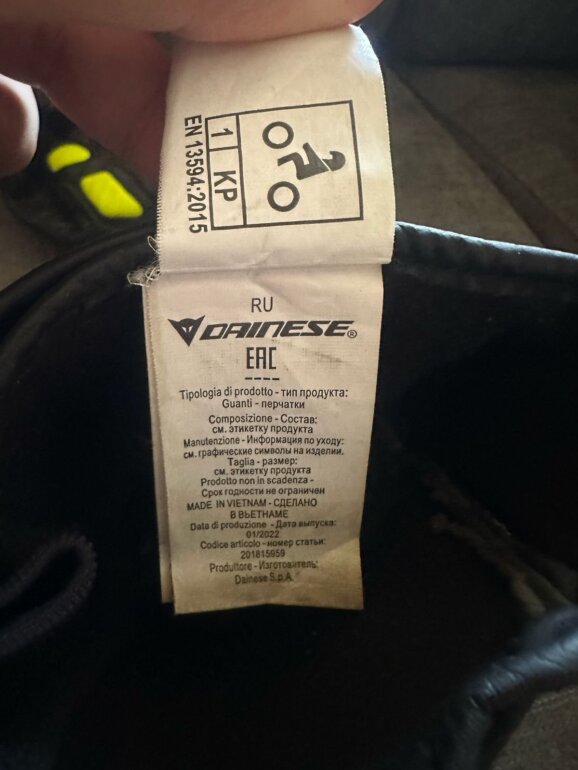 1 KP
EN 13594:2015
RU
DAINESE®
EAC
Tipologia di prodotto - тип продукта:
Guanti - перчатки
Composizione - Состав:
см. этикетку продукта
Manutenzione - Информация по уходу:
см. графические символы на изделии.
Taglia - размер:
см. этикетку продукта
Prodotto non in scadenza -
Срок годности не ограничен
MADE IN VIETNAM - СДЕЛАНО
В ВЬЕТНАМЕ
Data di produzione - Дата выпуска:
01/2022
Codice articolo - номер статьи:
201815959
Produttore - Изготовитель:
Dainese S.p.A.